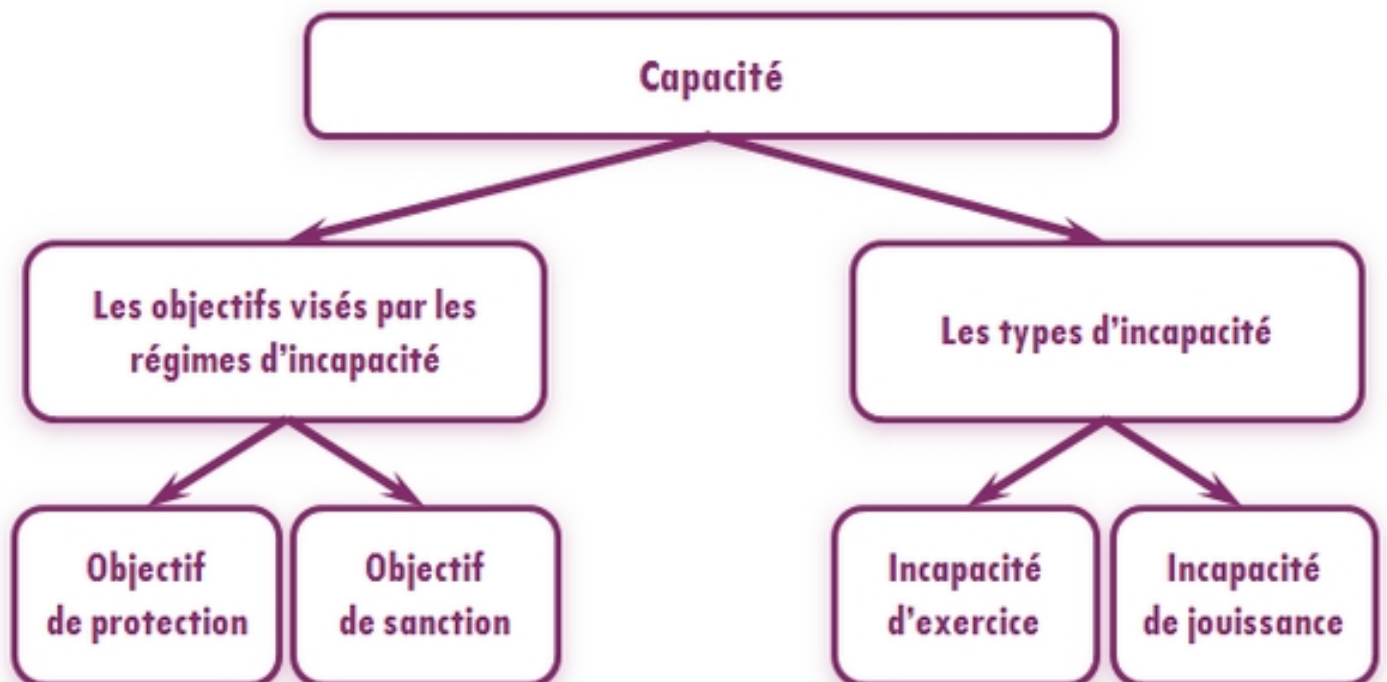 Capacité
Les objectifs visés par les
régimes d’incapacité
Les types d’incapacité
Objectif
de protection
Objectif
de sanction
Incapacité
d’exercice
Incapacité
de jouissance